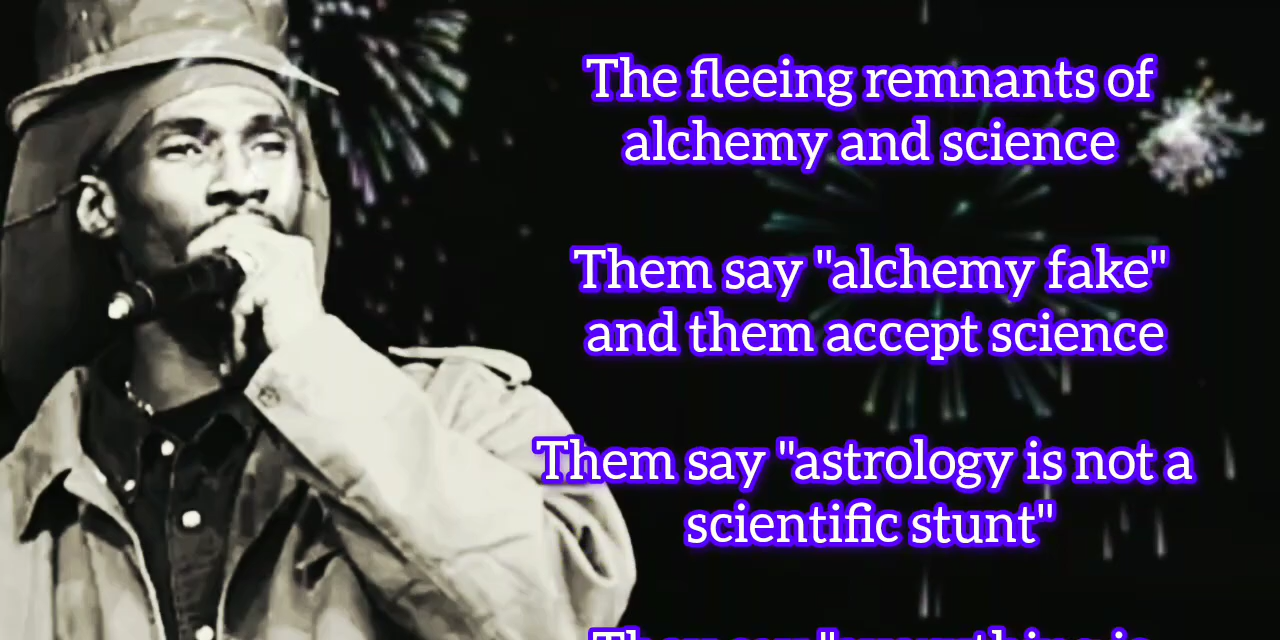 The fleeing remnants of
alchemy and science
Them say "alchemy fake"
and them accept science
Them say "astrology is not a
scientific stunt"